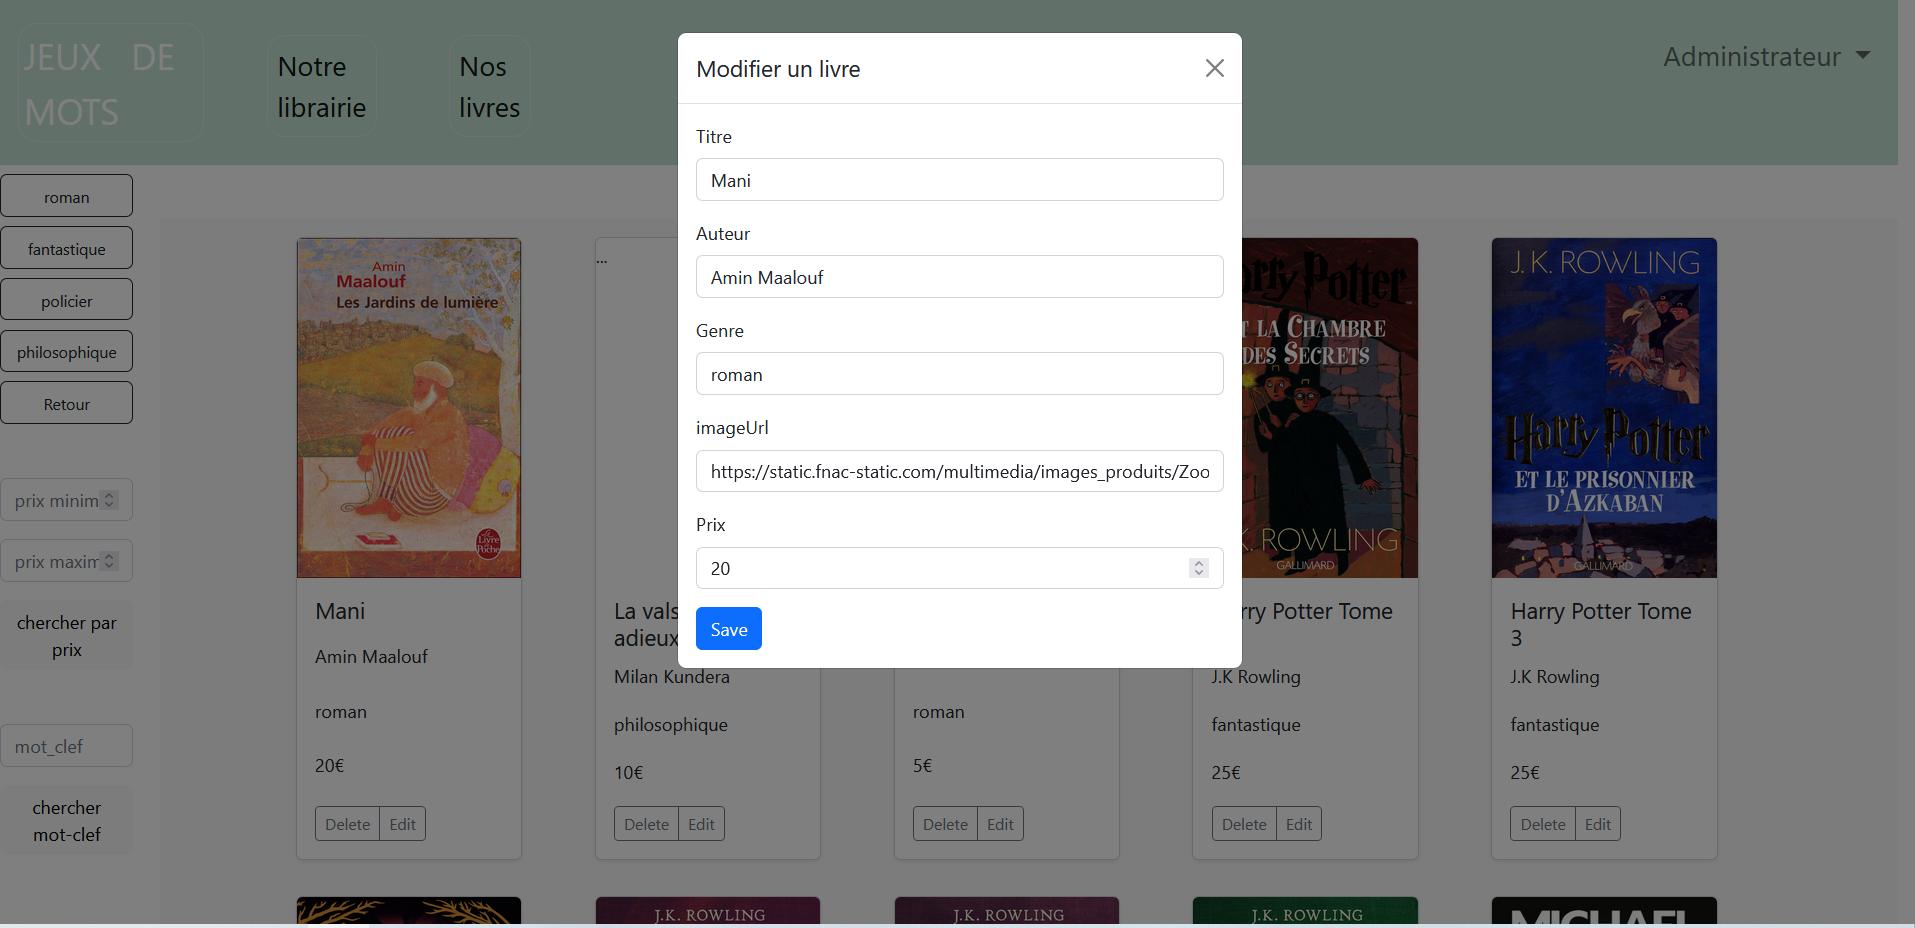 JEUX DE
MOTS
Notre
librairie
Nos
livres
Administrateur
Modifier un livre
Titre
Mani
Auteur
Amin Maalouf
Genre
roman
imageUrl
https://static.fnac-static.com/multimedia/images_produits/Zoo
Prix
20
Save
roman
fantastique
policier
philosophique
Retour
prix minim
prix maxim
chercher par
prix
mot_clef
chercher
mot-clef
Amin
Maalouf
Les Jardins de lumière
Le Livre de Poche
Mani
Amin Maalouf
roman
20€
Delete Edit
...
La vals
adieux
Milan Kundera
philosophique
10€
Delete Edit
roman
5€
Delete Edit
rry Potter
T LA CHAMBRE
DES SECRETS
K. ROWLING
GALLIMARD
rry Potter Tome
J.K Rowling
fantastique
25€
Delete Edit
J.K. ROWLING
Harry Potter
ET LE PRISONNIER
D'AZKABAN
GALLIMARD
Harry Potter Tome
3
J.K Rowling
fantastique
25€
Delete Edit
J.K. ROWLING
J.K. ROWLING
J.K. ROWLING
MICHAEL